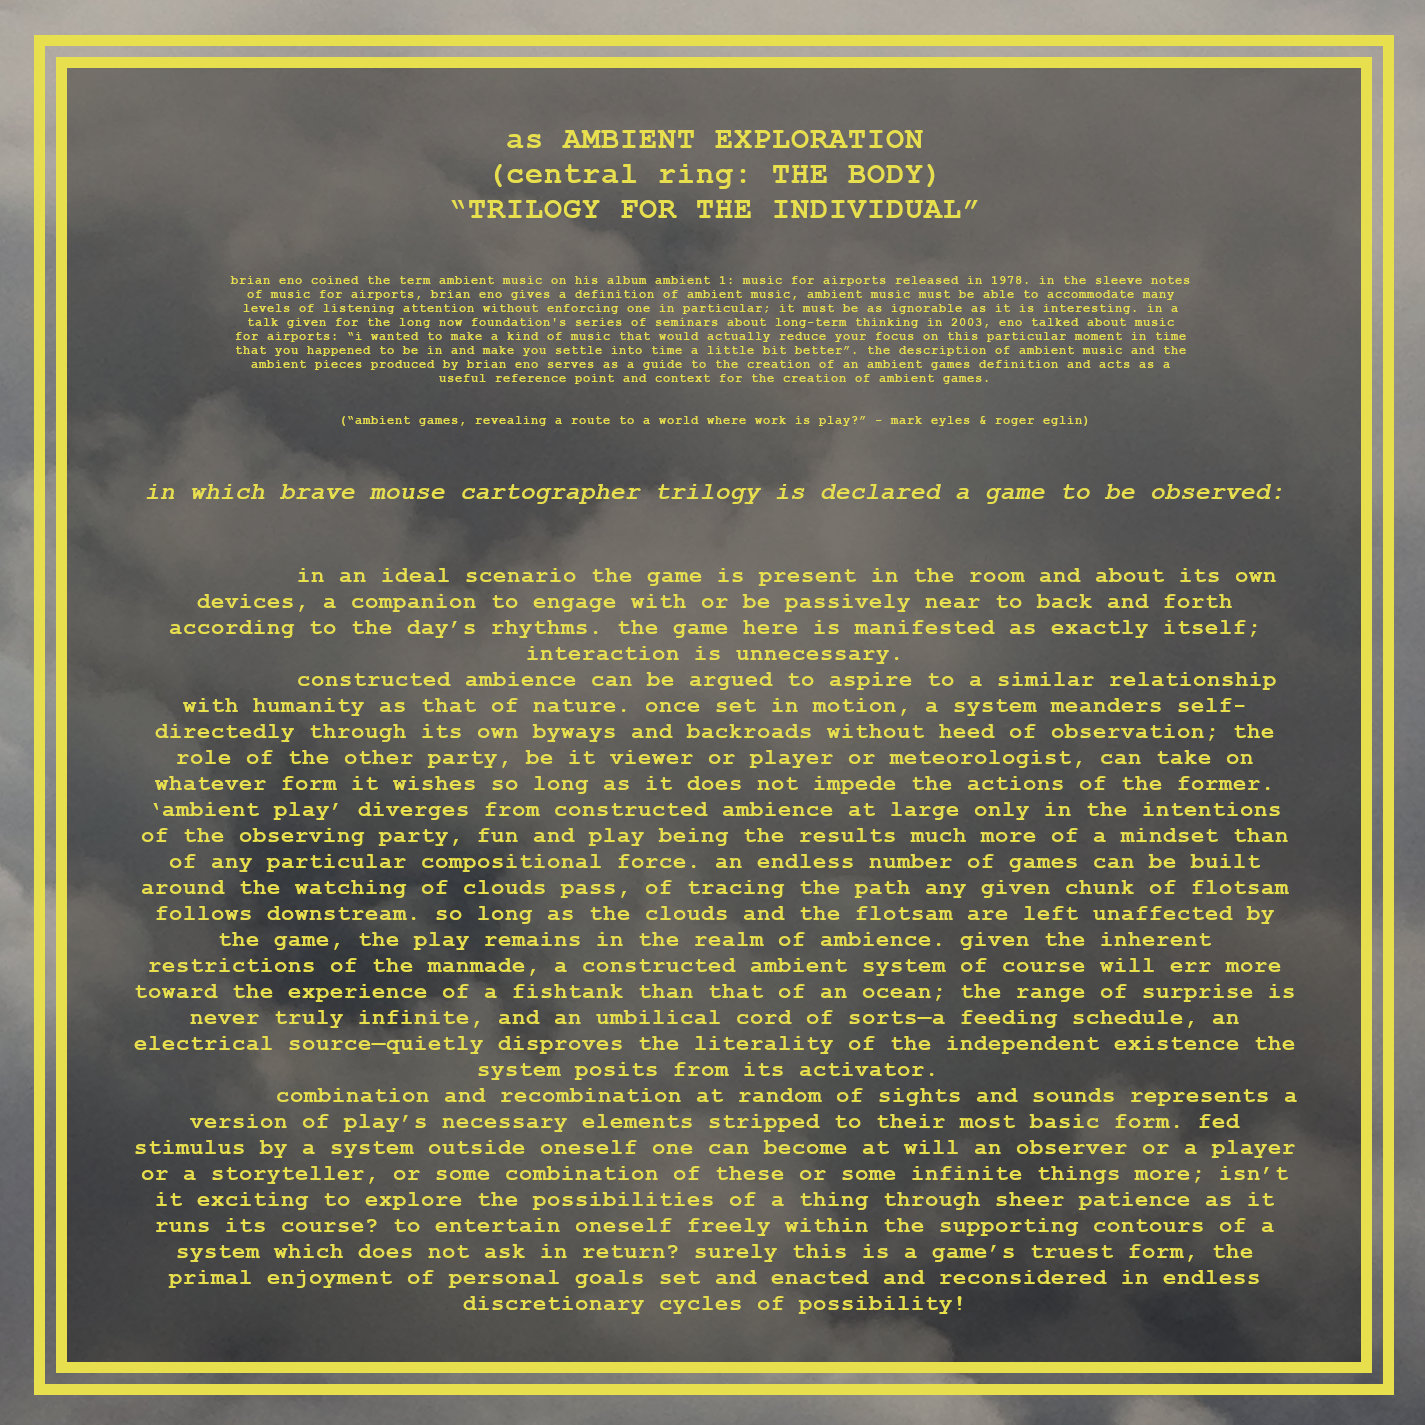 as AMBIENT EXPLORATION
(central ring: THE BODY)
“TRILOGY FOR THE INDIVIDUAL”
brian eno coined the term ambient music on his album ambient 1: music for airports released in 1978. in the sleeve notes
of music for airports, brian eno gives a definition of ambient music, ambient music must be able to accommodate many
levels of listening attention without enforcing one in particular; it must be as ignorable as it is interesting. in a
talk given for the long now foundation's series of seminars about long-term thinking in 2003, eno talked about music
for airports: “i wanted to make a kind of music that would actually reduce your focus on this particular moment in time
that you happened to be in and make you settle into time a little bit better”. the description of ambient music and the
ambient pieces produced by brian eno serves as a guide to the creation of an ambient games definition and acts as a
useful reference point and context for the creation of ambient games.
(“ambient games, revealing a route to a world where work is play?” - mark eyles & roger eglin)
in which brave mouse cartographer trilogy is declared a game to be observed:
in an ideal scenario the game is present in the room and about its own
devices, a companion to engage with or be passively near to back and forth
according to the day’s rhythms. the game here is manifested as exactly itself;
interaction is unnecessary.
constructed ambience can be argued to aspire to a similar relationship
with humanity as that of nature. once set in motion, a system meanders self-
directedly through its own byways and backroads without heed of observation; the
role of the other party, be it viewer or player or meteorologist, can take on
whatever form it wishes so long as it does not impede the actions of the former.
‘ambient play’ diverges from constructed ambience at large only in the intentions
of the observing party, fun and play being the results much more of a mindset than
of any particular compositional force. an endless number of games can be built
around the watching of clouds pass, of tracing the path any given chunk of flotsam
follows downstream. so long as the clouds and the flotsam are left unaffected by
the game, the play remains in the realm of ambience. given the inherent
restrictions of the manmade, a constructed ambient system of course will err more
toward the experience of a fishtank than that of an ocean; the range of surprise is
never truly infinite, and an umbilical cord of sorts—a feeding schedule, an
electrical source—quietly disproves the literality of the independent existence the
system posits from its activator.
combination and recombination at random of sights and sounds represents a
version of play’s necessary elements stripped to their most basic form. fed
stimulus by a system outside oneself one can become at will an observer or a player
or a storyteller, or some combination of these or some infinite things more; isn’t
it exciting to explore the possibilities of a thing through sheer patience as it
runs its course? to entertain oneself freely within the supporting contours of a
system which does not ask in return? surely this is a game’s truest form, the
primal enjoyment of personal goals set and enacted and reconsidered in endless
discretionary cycles of possibility!